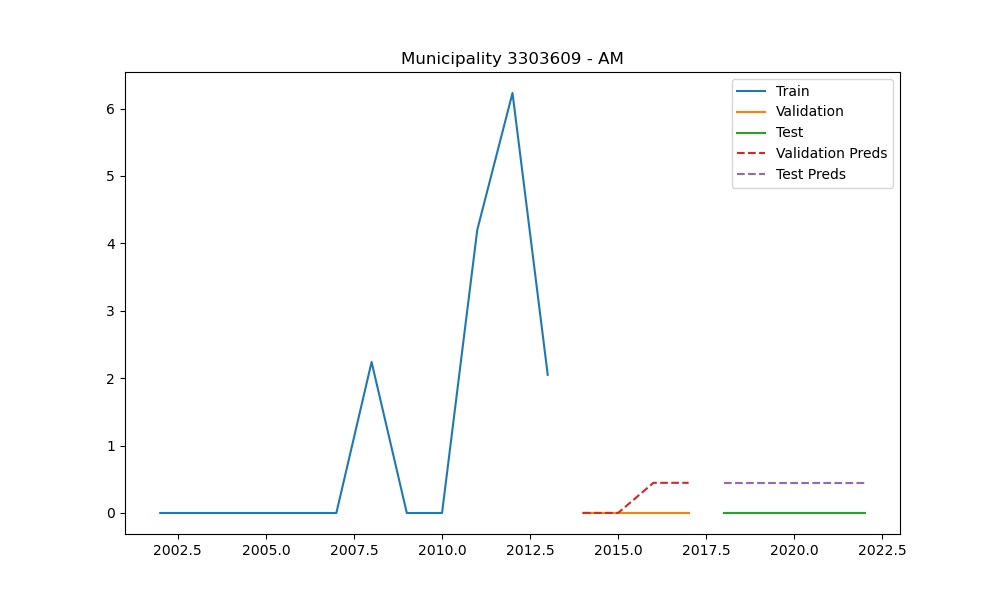 Municipality 3303609 - AM
Train
Validation
Test
Validation Preds
Test Preds
6
5
4
3
2
1
0
2002.5 2005.0 2007.5 2010.0 2012.5 2015.0 2017.5 2020.0 2022.5